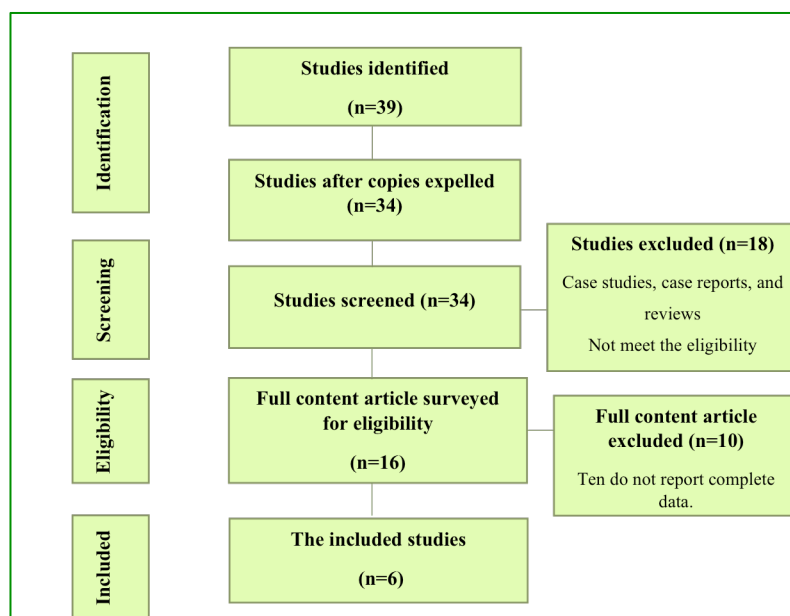 Identification
Studies identified
(n=39)
Studies after copies expelled
(n=34)
Screening
Studies screened (n=34)
Studies excluded (n=18)
Case studies, case reports, and
reviews
Not meet the eligibility
Eligibility
Full content article surveyed
for eligibility
(n=16)
Full content article
excluded (n=10)
Ten do not report complete
data.
Included
The included studies
(n=6)